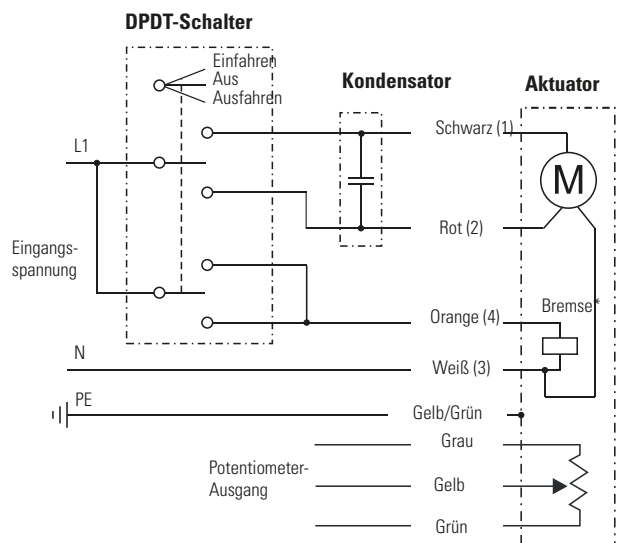 DPDT-Schalter
Einfahren
Aus
Ausfahren
Kondensator
Aktuator
L1
Schwarz (1)
M
Rot (2)
Eingangs-
spannung
Orange (4)
Bremse*
N
Weiß (3)
PE
Gelb/Grün
Grau
Potentiometer-
Ausgang
Gelb
Grün